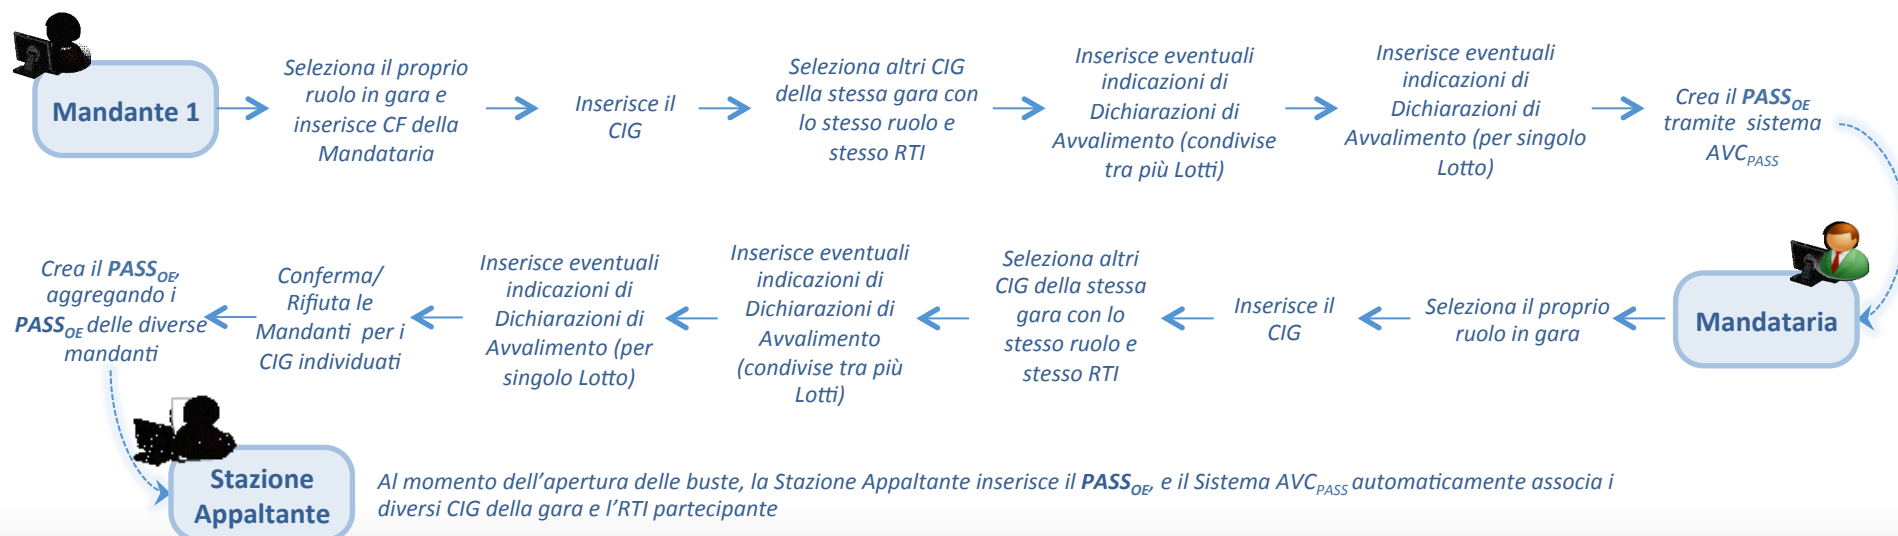 Mandante 1
Seleziona il proprio
ruolo in gara e
inserisce CF della
Mandataria
Inserisce il
CIG
Seleziona altri CIG
della stessa gara con
lo stesso ruolo e
stesso RTI
Inserisce eventuali
indicazioni di
Dichiarazioni di
Avvalimento (condivise
tra più Lotti)
Inserisce eventuali
indicazioni di
Dichiarazioni di
Avvalimento (per singolo
Lotto)
Crea il PASSOE
tramite sistema
AVCPASS
Mandataria
Seleziona il proprio
ruolo in gara
Inserisce il
CIG
Seleziona altri
CIG della stessa
gara con lo
stesso ruolo e
stesso RTI
Inserisce eventuali
indicazioni di
Dichiarazioni di
Avvalimento
(condivise tra più
Lotti)
Inserisce eventuali
indicazioni di
Dichiarazioni di
Avvalimento (per
singolo Lotto)
Conferma/
Rifiuta le
Mandanti per i
CIG individuati
Crea il PASSOE,
aggregando i
PASSOE delle diverse
mandanti
Stazione
Appaltante
Al momento dell'apertura delle buste, la Stazione Appaltante inserisce il PASSOE, e il Sistema AVCPASS automaticamente associa i
diversi CIG della gara e l'RTI partecipante